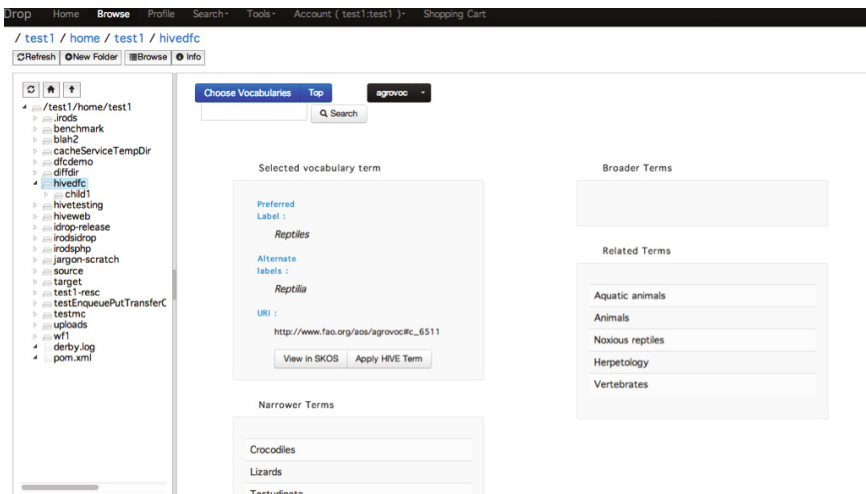 Drop Home Browse Profile Search Tools Account ( test1:test1 ) Shopping Cart
/ test1 / home / test1 / hivedfc
Refresh New Folder Browse Info
/test1/home/test1
.irods
benchmark
blah2
cacheServiceTempDir
dfcdemo
diffdir
hivedfc
child1
hivetesting
hiveweb
idrop-release
irodsidrop
irodsphp
jargon-scratch
source
target
test1-resc
testEnqueuePutTransferC
testmc
uploads
wf1
derby.log
pom.xml
Choose Vocabularies Top agrovoc
Search
Selected vocabulary term
Preferred
Label :
Reptiles
Alternate
labels :
Reptilia
URI :
http://www.fao.org/aos/agrovoc#c_6511
View in SKOS Apply HIVE Term
Narrower Terms
Crocodiles
Lizards
Testudinata
Broader Terms
Related Terms
Aquatic animals
Animals
Noxious reptiles
Herpetology
Vertebrates